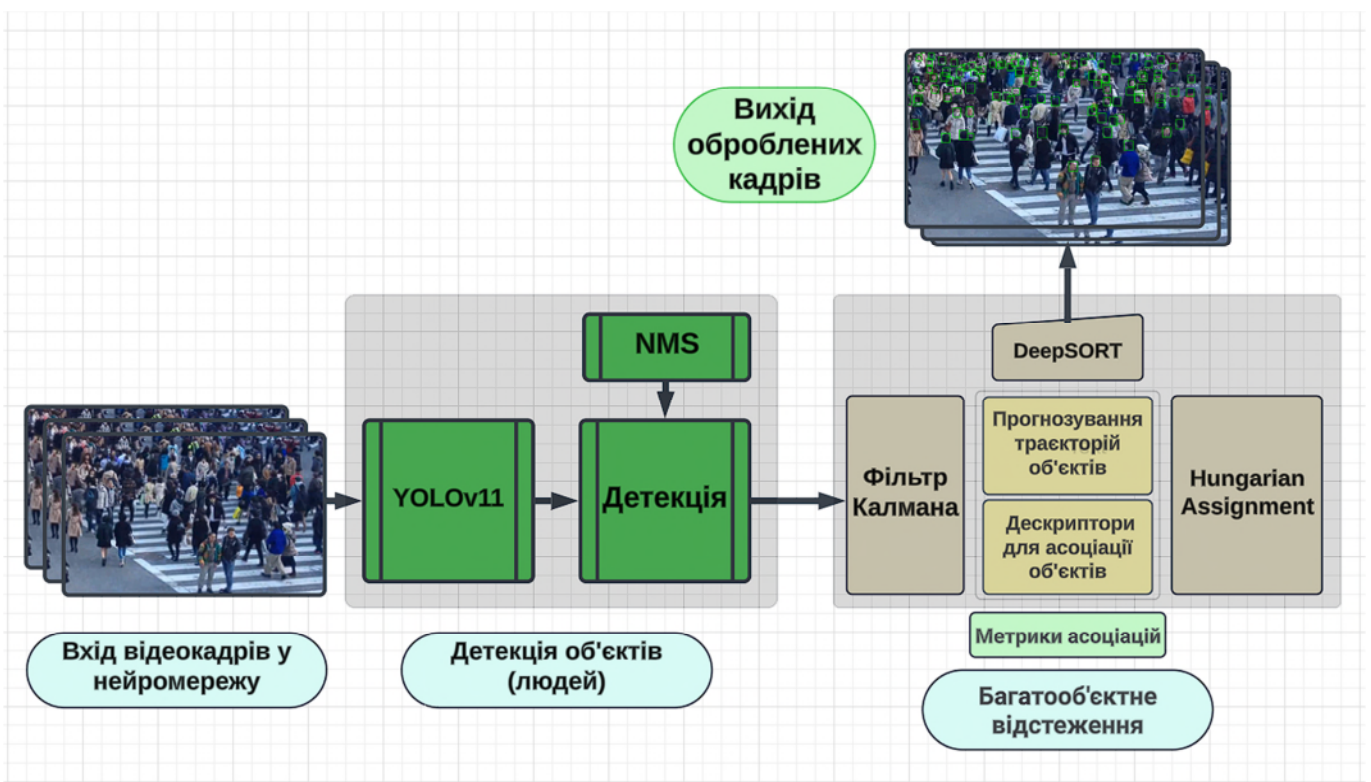 Вихід
оброблених
кадрів
NMS
YOLOv11
Детекція
DeepSORT
Фільтр
Калмана
Прогнозування
траєкторій
об'єктів
Дескриптори
для асоціації
об'єктів
Hungarian
Assignment
Метрики асоціацій
Вхід відеокадрів у
нейромережу
Детекція об'єктів
(людей)
Багатооб'єктне
відстеження